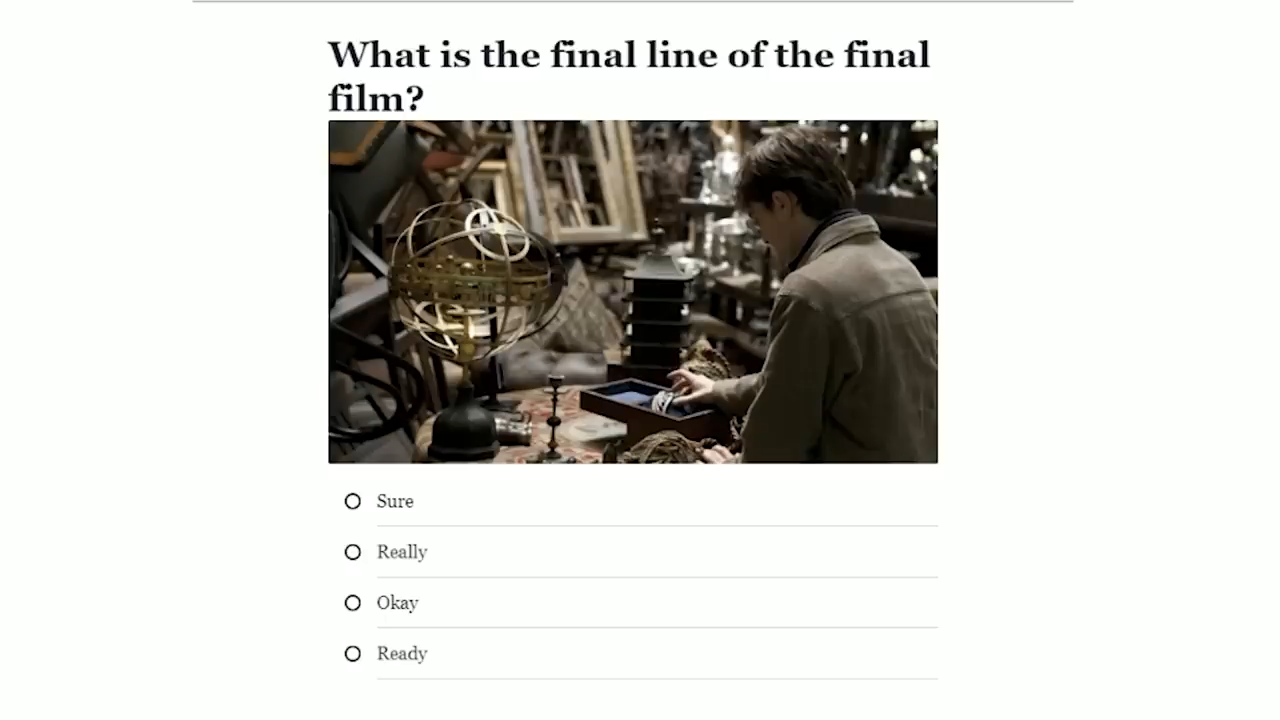 What is the final line of the final
film?
Sure
Really
Okay
Ready